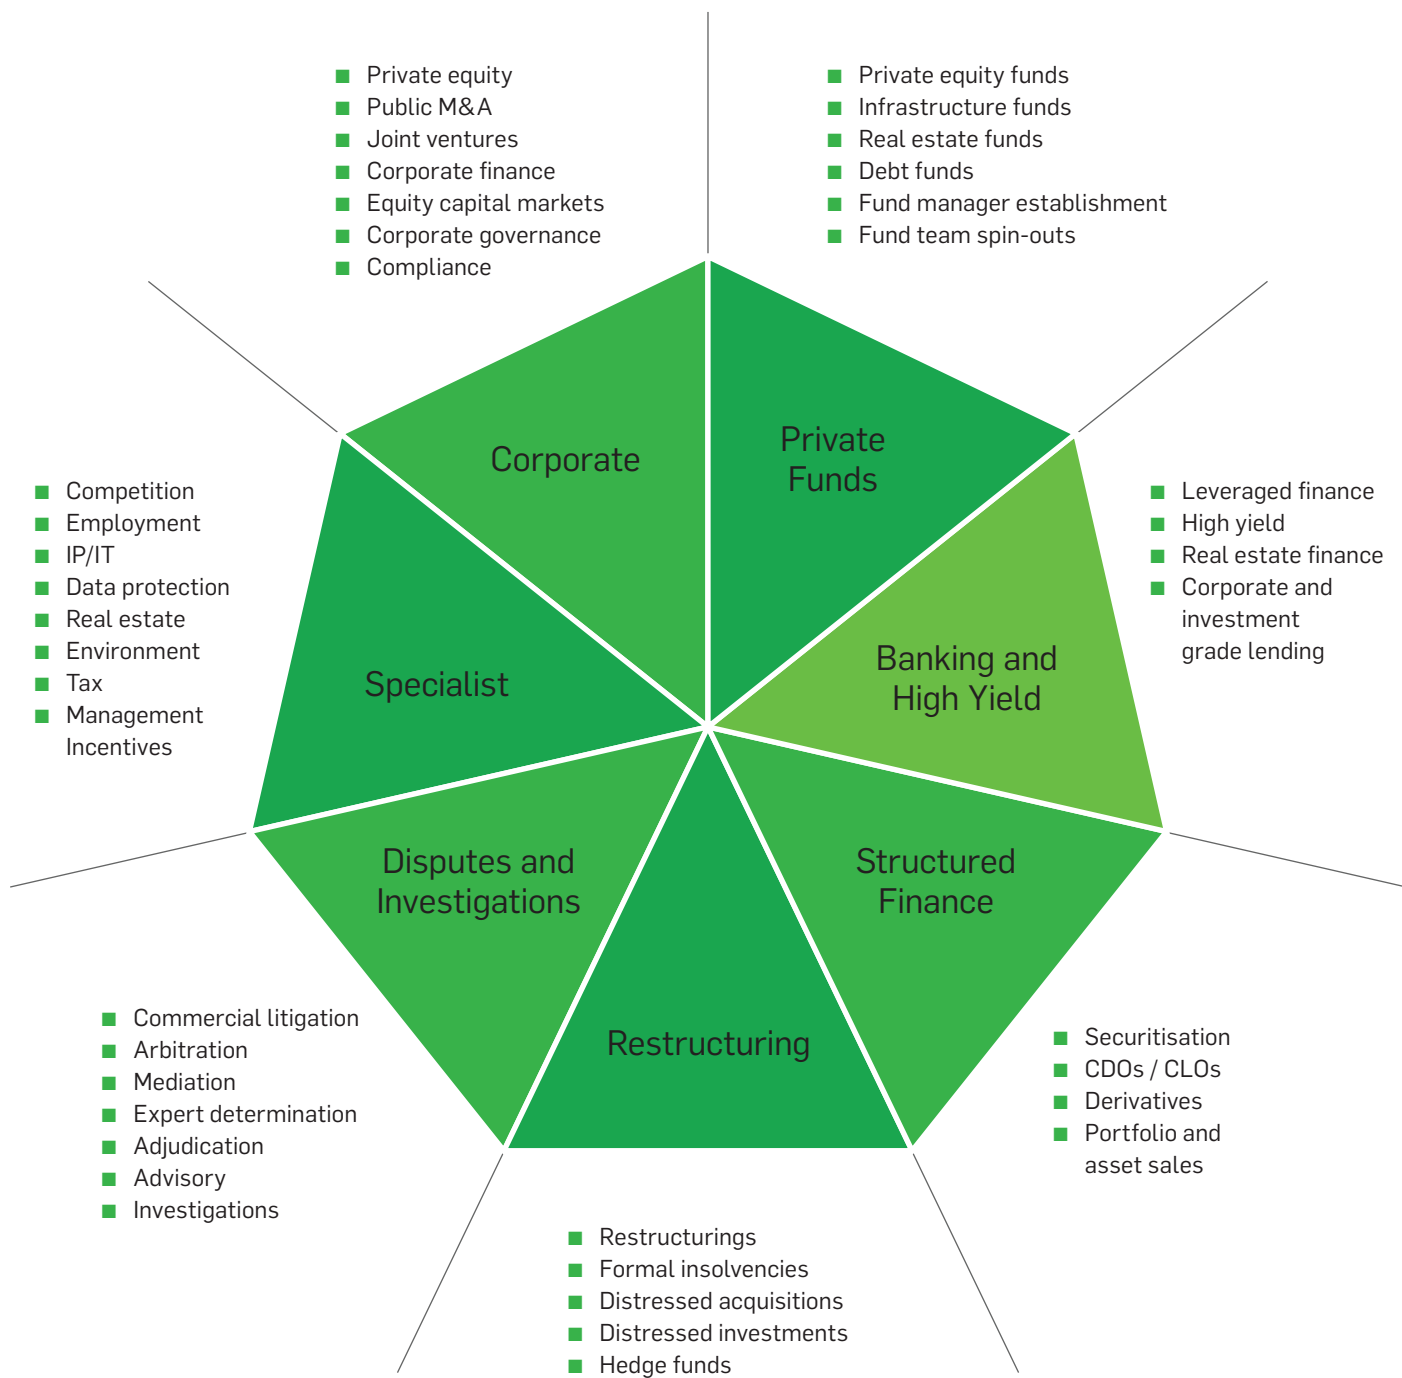 Private equity
Public M&A
Joint ventures
Corporate finance
Equity capital markets
Corporate governance
Compliance
Private equity funds
Infrastructure funds
Real estate funds
Debt funds
Fund manager establishment
Fund team spin-outs
Corporate
Private
Funds
Competition
Employment
IP/IT
Data protection
Real estate
Environment
Tax
Management
Incentives
Specialist
Banking and
High Yield
Leveraged finance
High yield
Real estate finance
Corporate and
investment
grade lending
Disputes and
Investigations
Structured
Finance
Restructuring
Commercial litigation
Arbitration
Mediation
Expert determination
Adjudication
Advisory
Investigations
Securitisation
CDOs / CLOs
Derivatives
Portfolio and
asset sales
Restructurings
Formal insolvencies
Distressed acquisitions
Distressed investments
Hedge funds